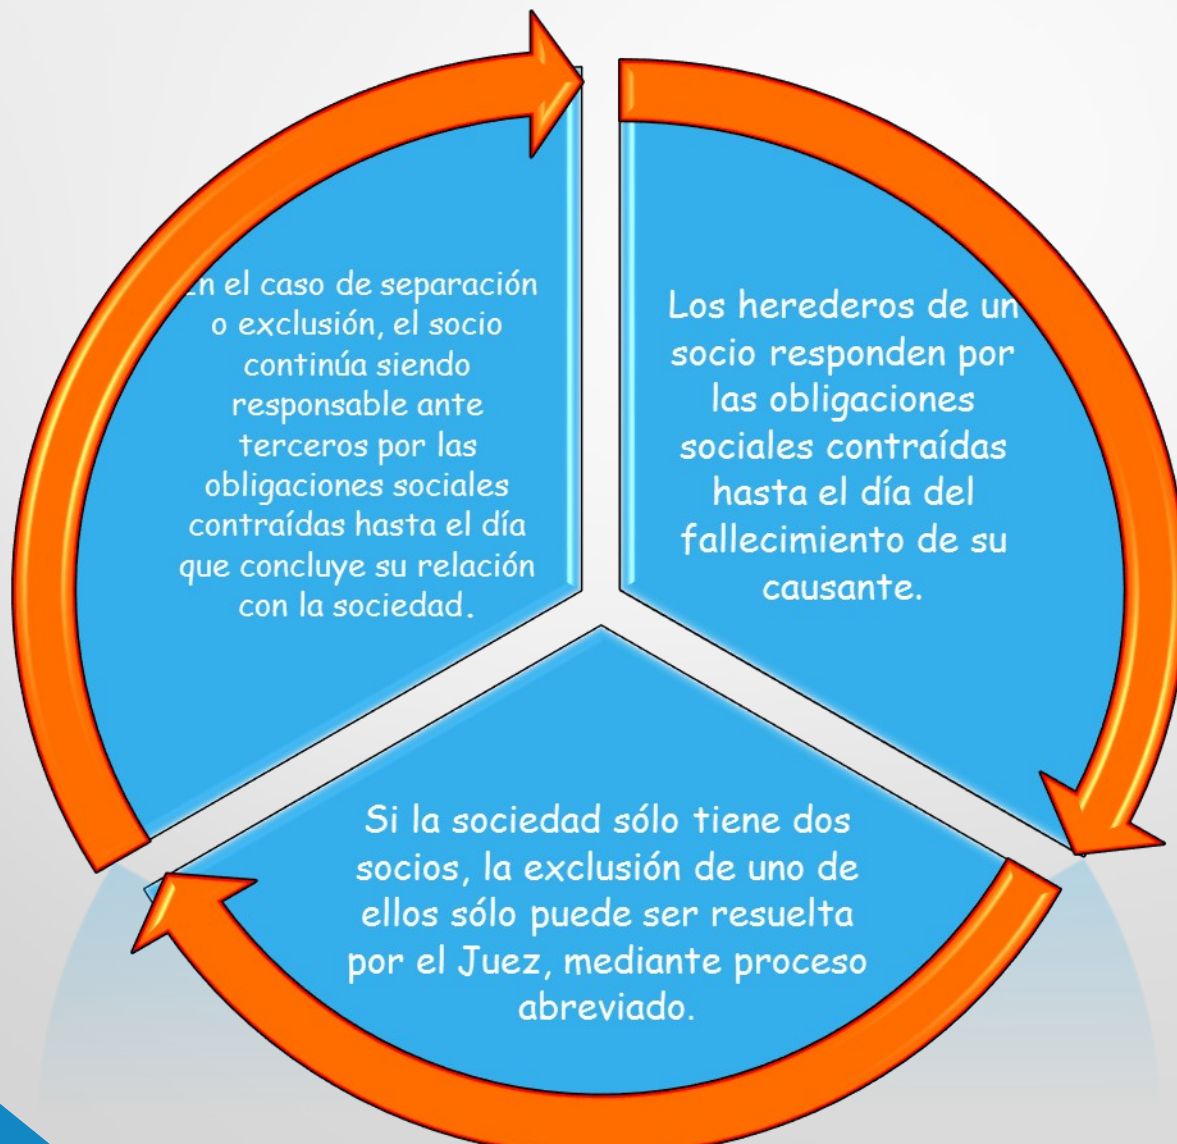 En el caso de separación
o exclusión, el socio
continúa siendo
responsable ante
terceros por las
obligaciones sociales
contraídas hasta el día
que concluye su relación
con la sociedad.
Los herederos de un
socio responden por
las obligaciones
sociales contraídas
hasta el día del
fallecimiento de su
causante.
Si la sociedad sólo tiene dos
socios, la exclusión de uno de
ellos sólo puede ser resuelta
por el Juez, mediante proceso
abreviado.